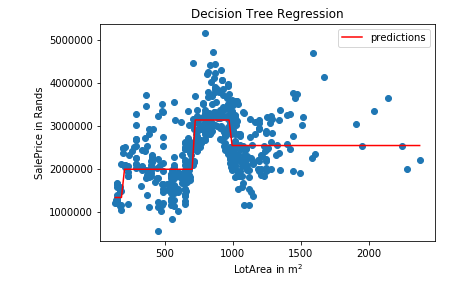 Decision Tree Regression
predictions
SalePrice in Rands
5000000
4000000
3000000
2000000
1000000
500
1000
1500
2000
LotArea in m²